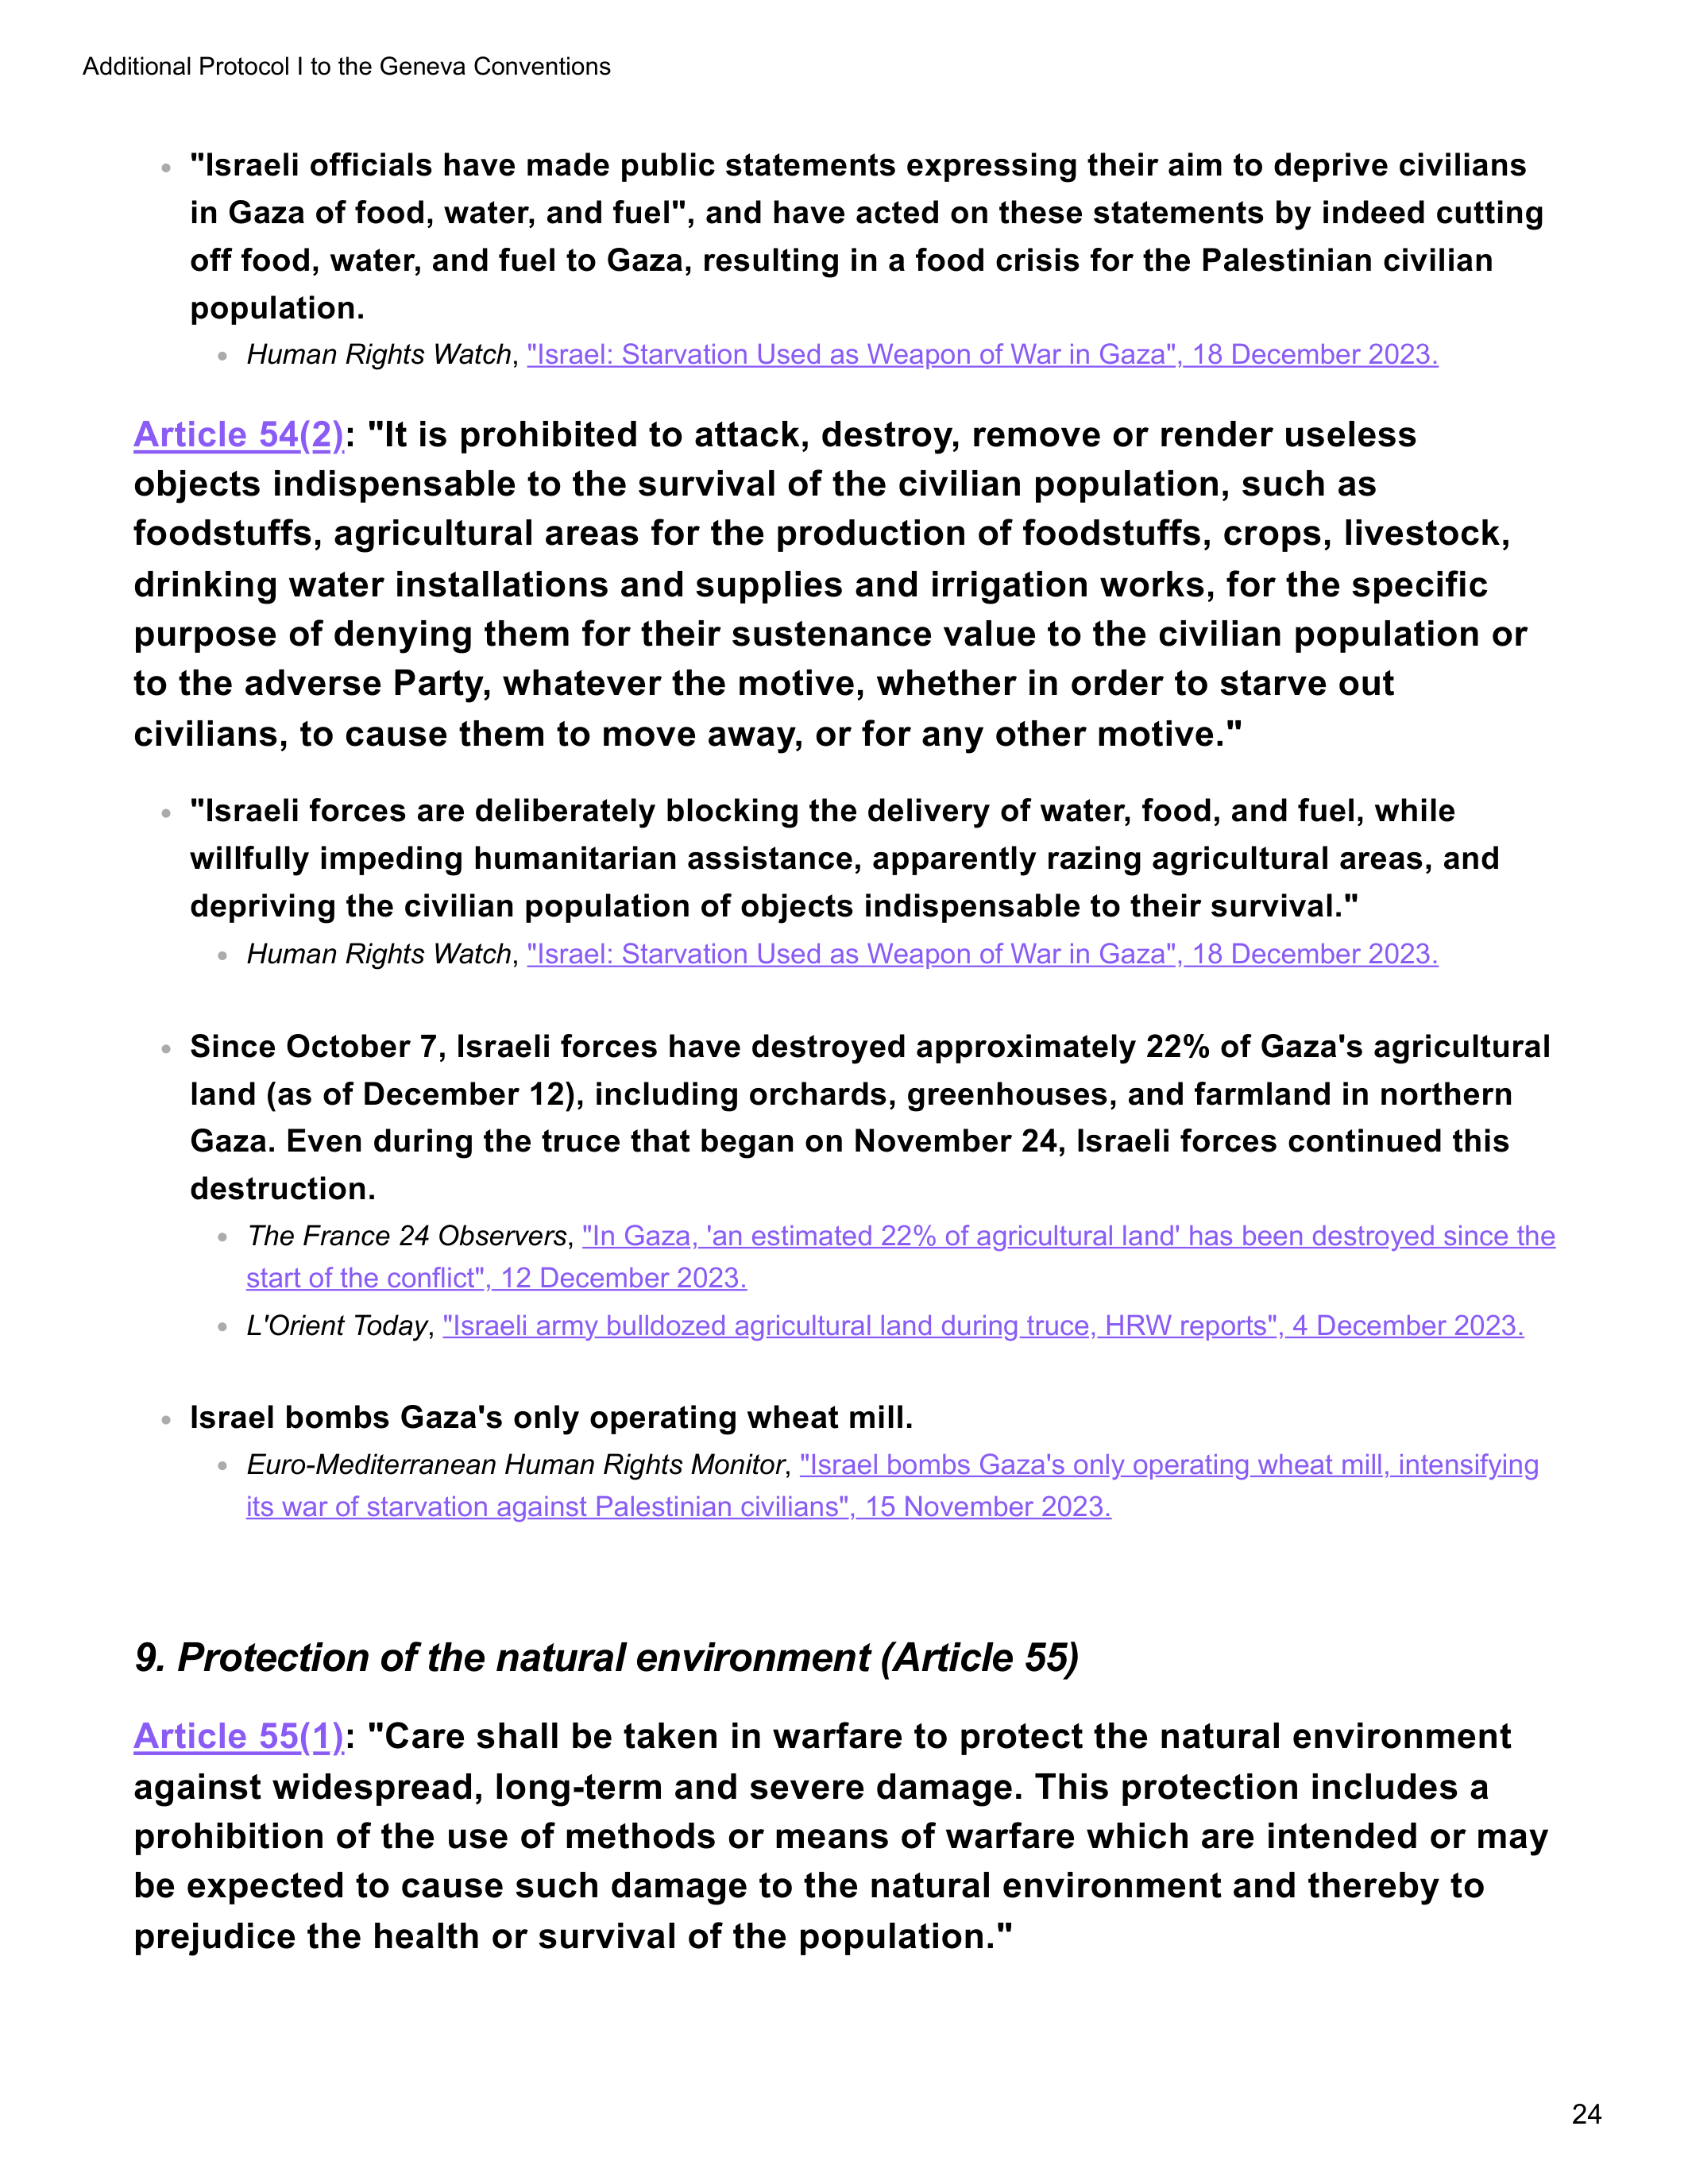 Additional Protocol I to the Geneva Conventions
"Israeli officials have made public statements expressing their aim to deprive civilians
in Gaza of food, water, and fuel", and have acted on these statements by indeed cutting
off food, water, and fuel to Gaza, resulting in a food crisis for the Palestinian civilian
population.
Human Rights Watch, "Israel: Starvation Used as Weapon of War in Gaza", 18 December 2023.
Article 54(2): "It is prohibited to attack, destroy, remove or render useless
objects indispensable to the survival of the civilian population, such as
foodstuffs, agricultural areas for the production of foodstuffs, crops, livestock,
drinking water installations and supplies and irrigation works, for the specific
purpose of denying them for their sustenance value to the civilian population or
to the adverse Party, whatever the motive, whether in order to starve out
civilians, to cause them to move away, or for any other motive."
"Israeli forces are deliberately blocking the delivery of water, food, and fuel, while
willfully impeding humanitarian assistance, apparently razing agricultural areas, and
depriving the civilian population of objects indispensable to their survival."
Human Rights Watch, "Israel: Starvation Used as Weapon of War in Gaza", 18 December 2023.
Since October 7, Israeli forces have destroyed approximately 22% of Gaza's agricultural
land (as of December 12), including orchards, greenhouses, and farmland in northern
Gaza. Even during the truce that began on November 24, Israeli forces continued this
destruction.
The France 24 Observers, "In Gaza, 'an estimated 22% of agricultural land' has been destroyed since the
start of the conflict", 12 December 2023.
L'Orient Today, "Israeli army bulldozed agricultural land during truce, HRW reports", 4 December 2023.
Israel bombs Gaza's only operating wheat mill.
Euro-Mediterranean Human Rights Monitor, "Israel bombs Gaza's only operating wheat mill, intensifying
its war of starvation against Palestinian civilians", 15 November 2023.
9. Protection of the natural environment (Article 55)
Article 55(1): "Care shall be taken in warfare to protect the natural environment
against widespread, long-term and severe damage. This protection includes a
prohibition of the use of methods or means of warfare which are intended or may
be expected to cause such damage to the natural environment and thereby to
prejudice the health or survival of the population."
24